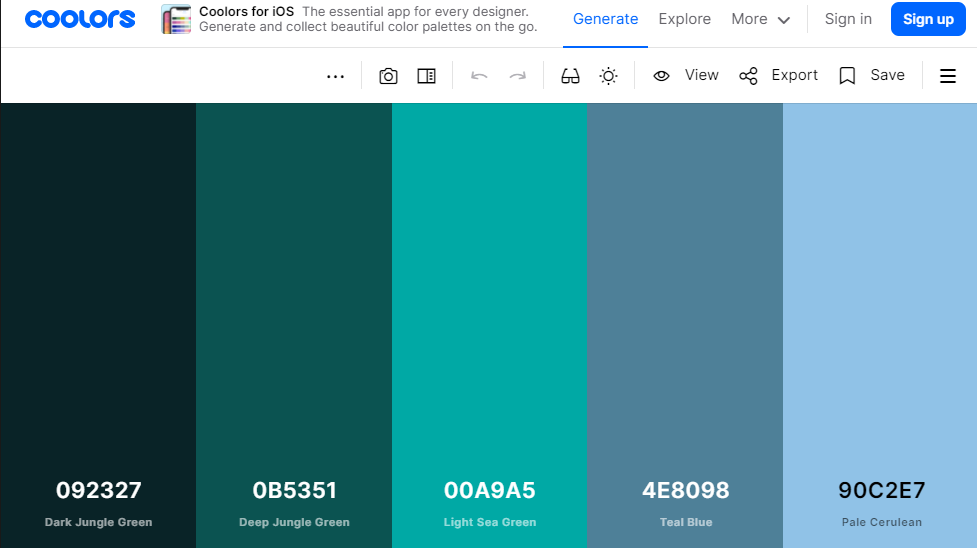 coolors
Coolors for iOS The essential app for every designer.
Generate and collect beautiful color palettes on the go.
Generate
Explore
More
Sign in
Sign up
View
Export
Save
092327
Dark Jungle Green
0B5351
Deep Jungle Green
00A9A5
Light Sea Green
4E8098
Teal Blue
90C2E7
Pale Cerulean